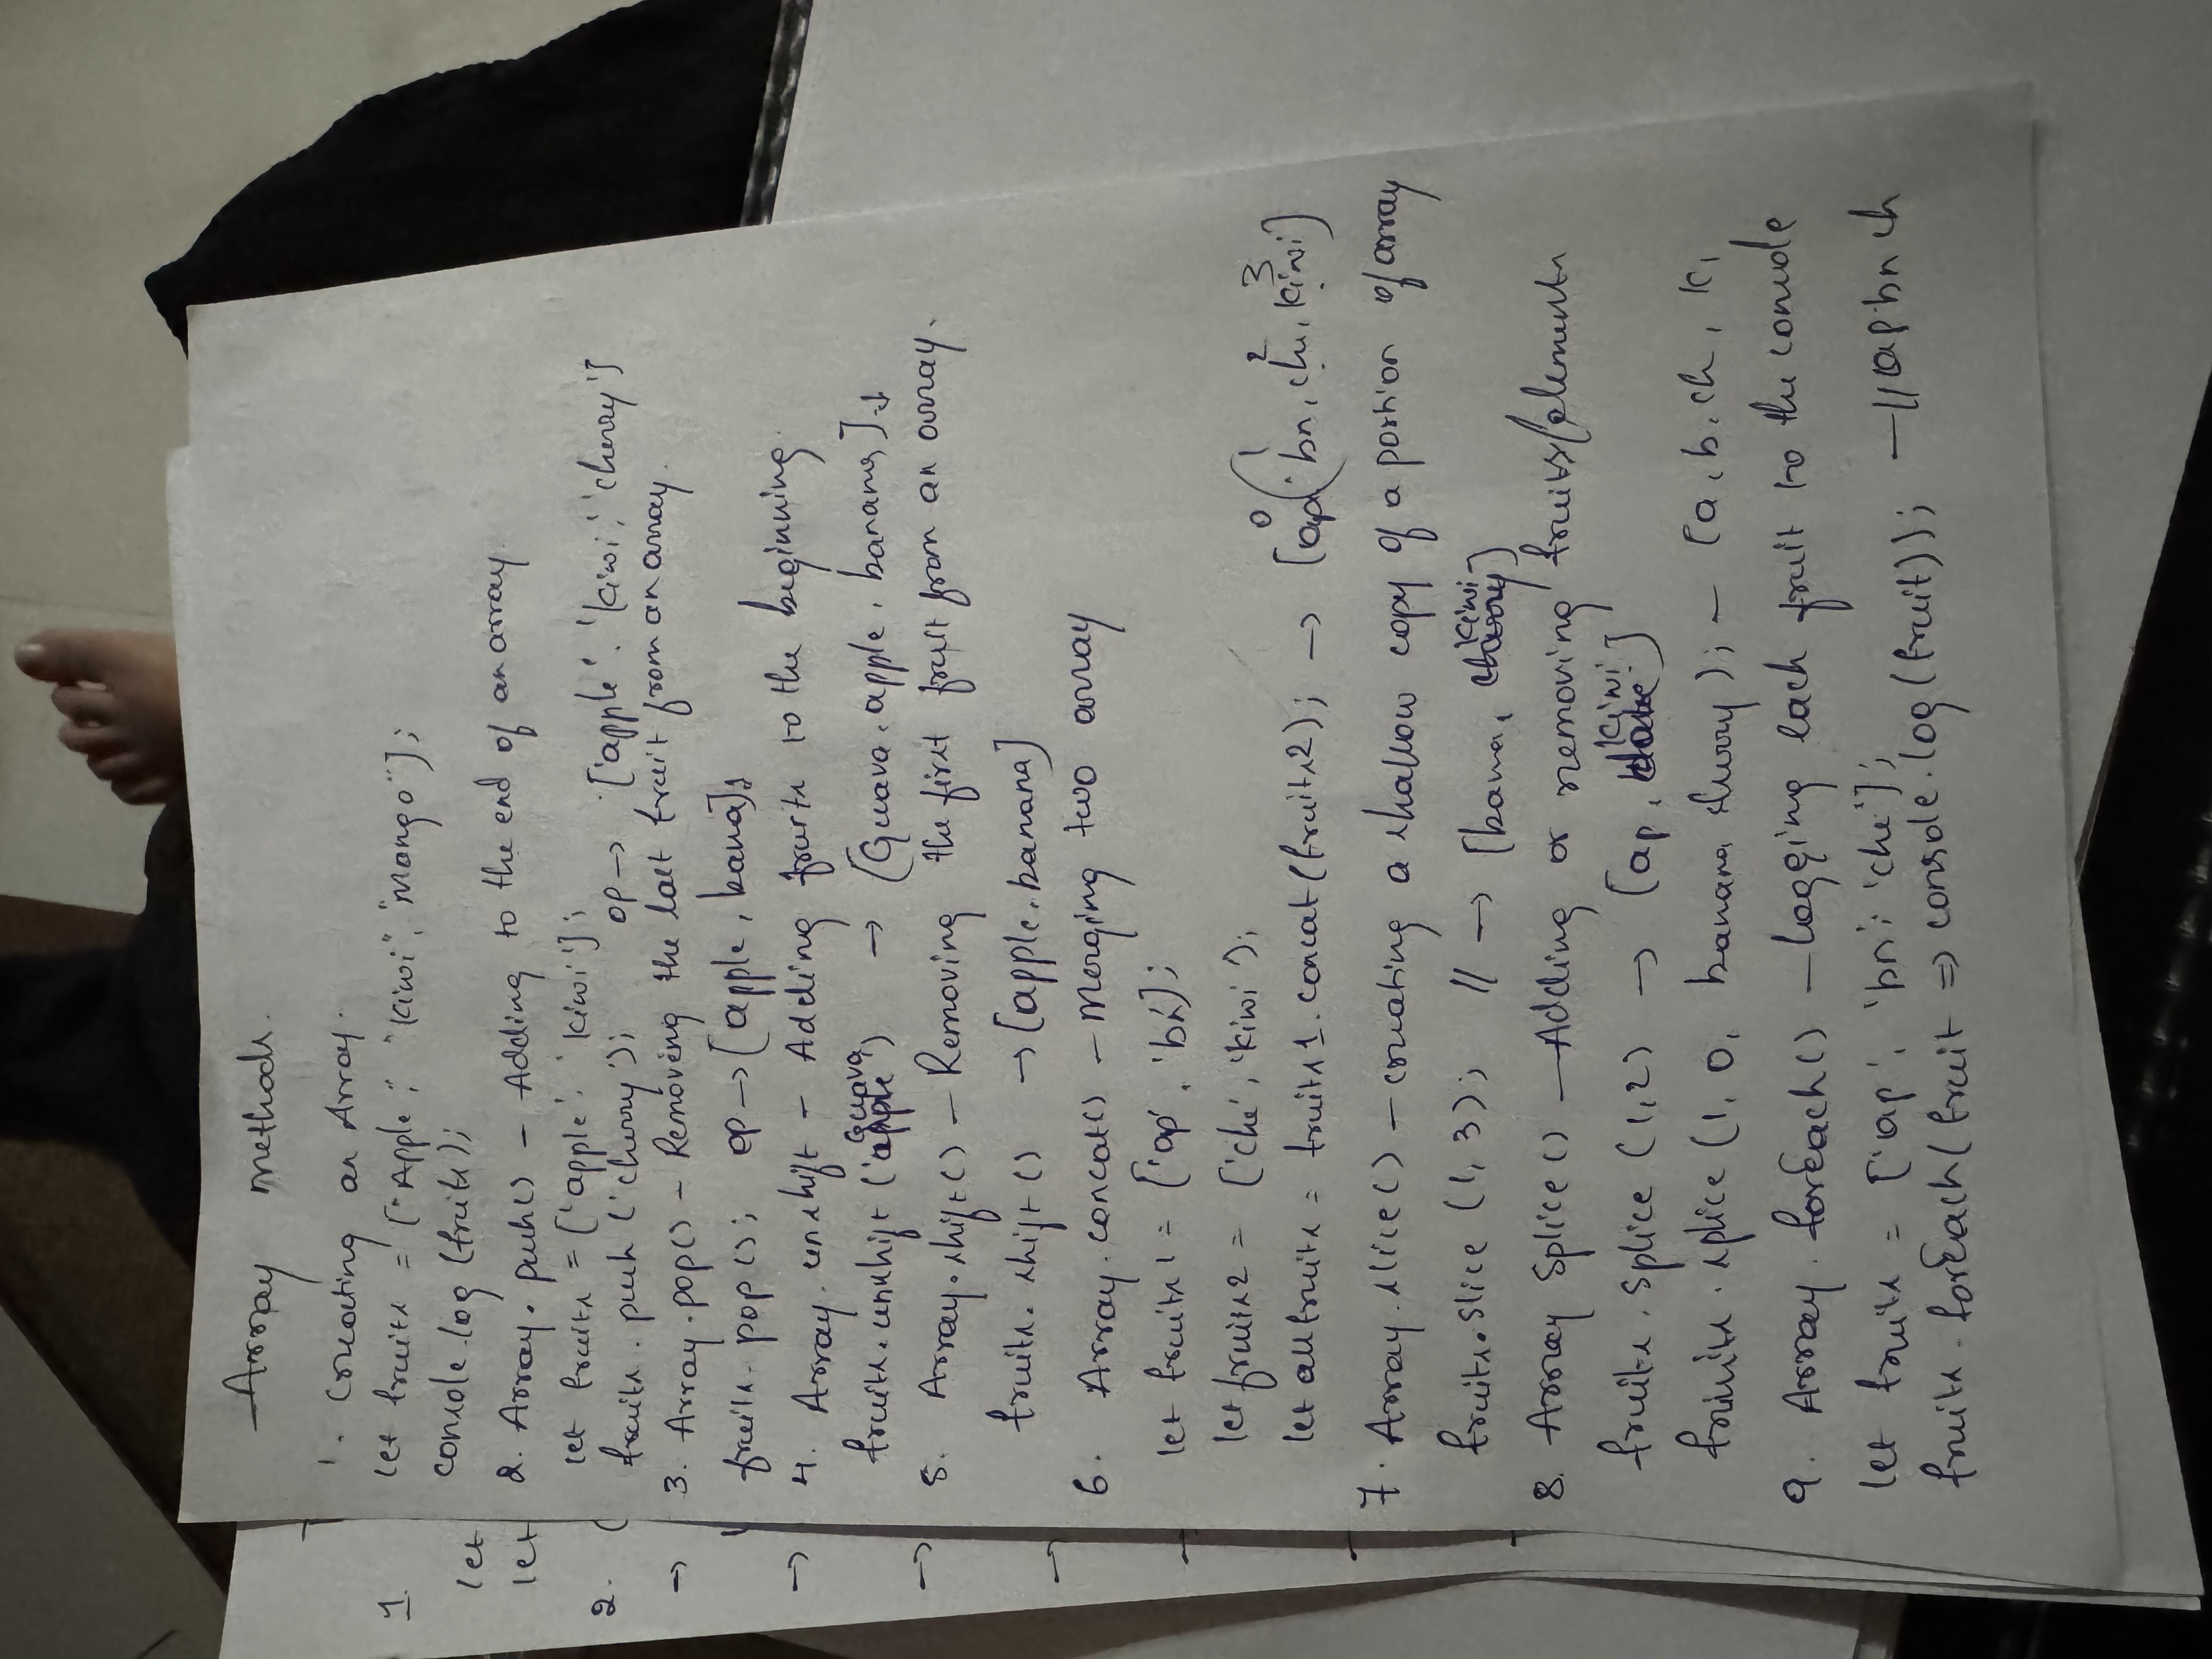 Array methods.
1. Creating an Array.
let fruits = ["Apple", "Kiwi", "Mango"];
console.log (fruits);
2. Array. push() - Adding to the end of an array.
let fruits = ['apple', 'kiwi'];
fruits. push ('cherry'); op → ['apple', 'kiwi', 'cherry']
3. Array.pop() - Removing the last fruit from an array.
fruits. pop (); op → [apple, bana]
4. Array. unshift - Adding fruits to the beginning.
fruits.unshift ('Guava') → [Guava, apple, banana]
5. Array.shift() - Removing the first fruit from an array.
fruits. shift () → [apple, banana]
6. Array.concat() - Merging two array
let fruits1 = ['ap', 'bn'];
let fruits2 = ['che', 'kiwi'];
0 1 2 3
let allfruits = fruits1.concat(fruits2); → [ap, bn, che, kiwi]
7. Array.slice() - creating a shallow copy of a portion of array
fruits.slice (1, 3); // → [bana, kiwi]
8. Array splice() - Adding or removing fruits/elements
fruits. splice (1,2) → [ap, kiwi]
fruits. splice (1, 0, banana cherry); - [a, b, ch, k,
9. Array. forEach() - logging each fruit to the console
let fruits = ['ap', 'bn', 'che'];
fruits. forEach(fruit => console.log(fruit)); - // ap bn ch
1.
let
let
2. (
→
→
→
→